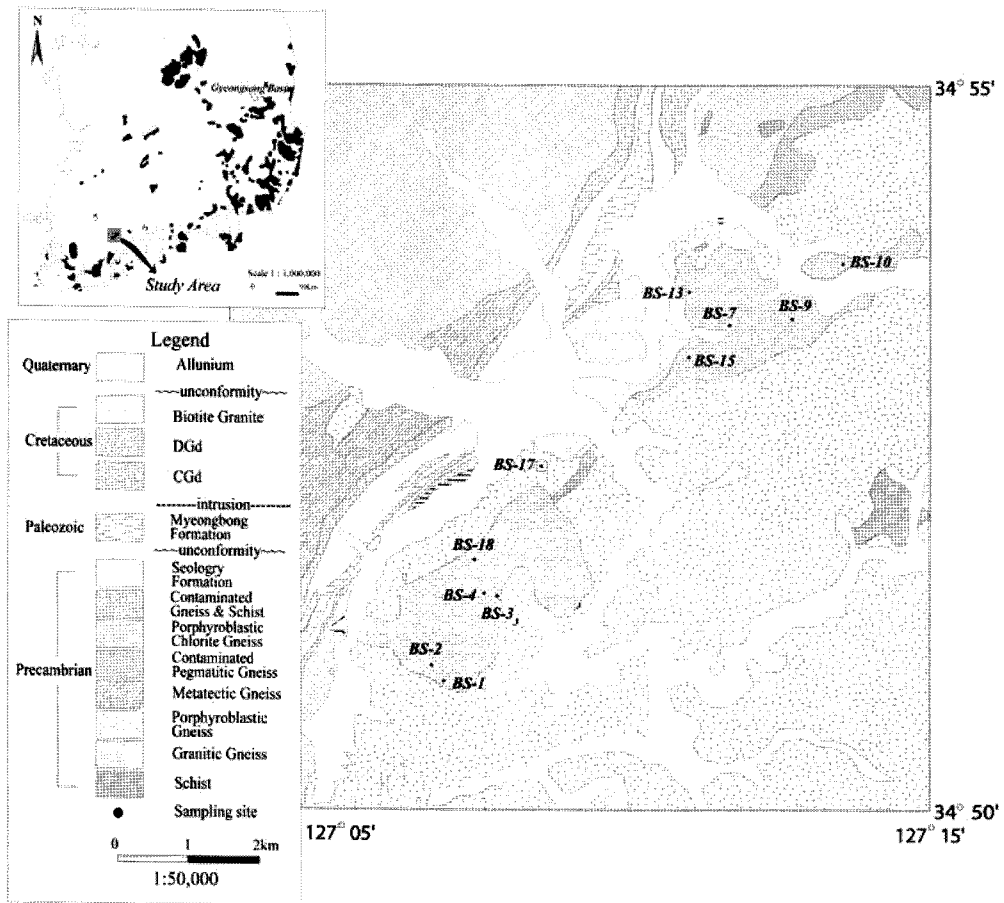 N
Gyeongsang Basin
Study Area
Scale 1 : 1,000,000
0
34° 55'
BS-10
BS-13
BS-7
BS-9
BS-15
BS-17
BS-18
BS-4
BS-3
BS-2
BS-1
34° 50'
127° 05'
127° 15'
Legend
Quaternary
Allunium
unconformity
Cretaceous
Biotite Granite
DGd
CGd
intrusion
Paleozoic
Myeongbong
Formation
unconformity
Precambrian
Seologry
Formation
Contaminated
Gneiss & Schist
Porphyroblastic
Chlorite Gneiss
Contaminated
Pegmatitic Gneiss
Metatectic Gneiss
Porphyroblastic
Gneiss
Granitic Gneiss
Schist
Sampling site
0 1 2km
1:50,000